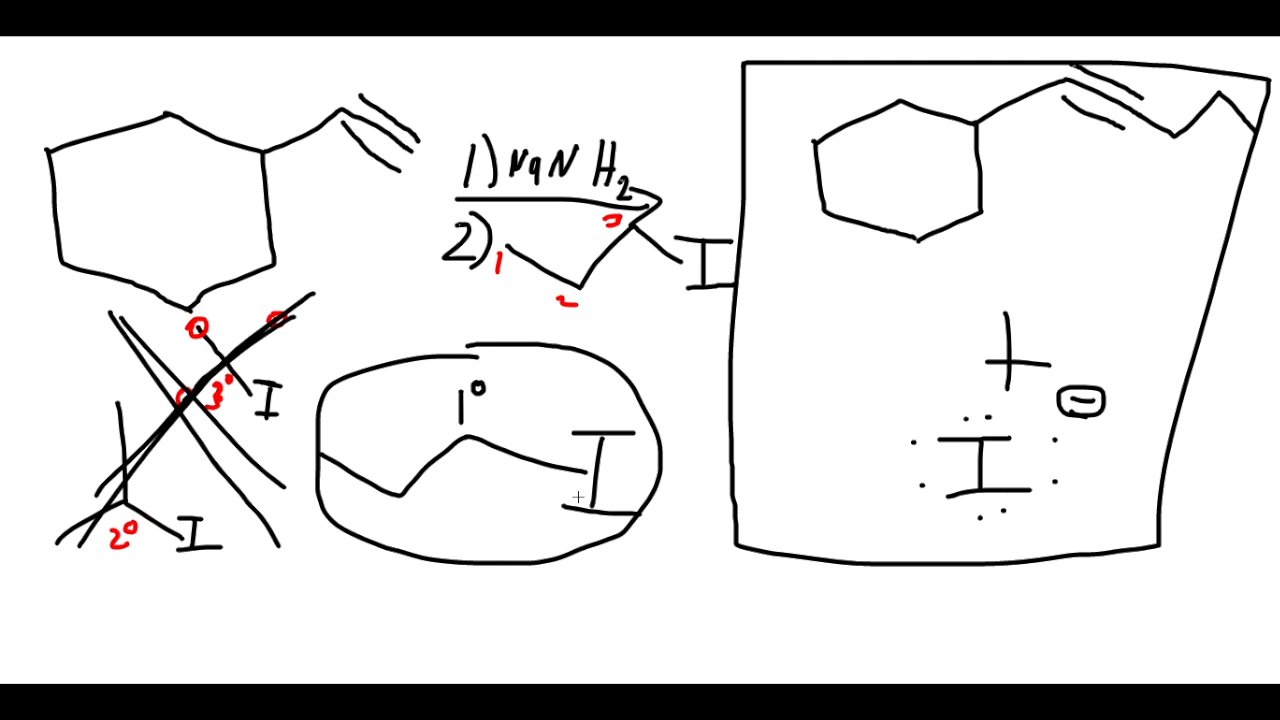 1) NaNH2
2) I
1
2
3
3° I
2° I
1°
I
+
I ⊖